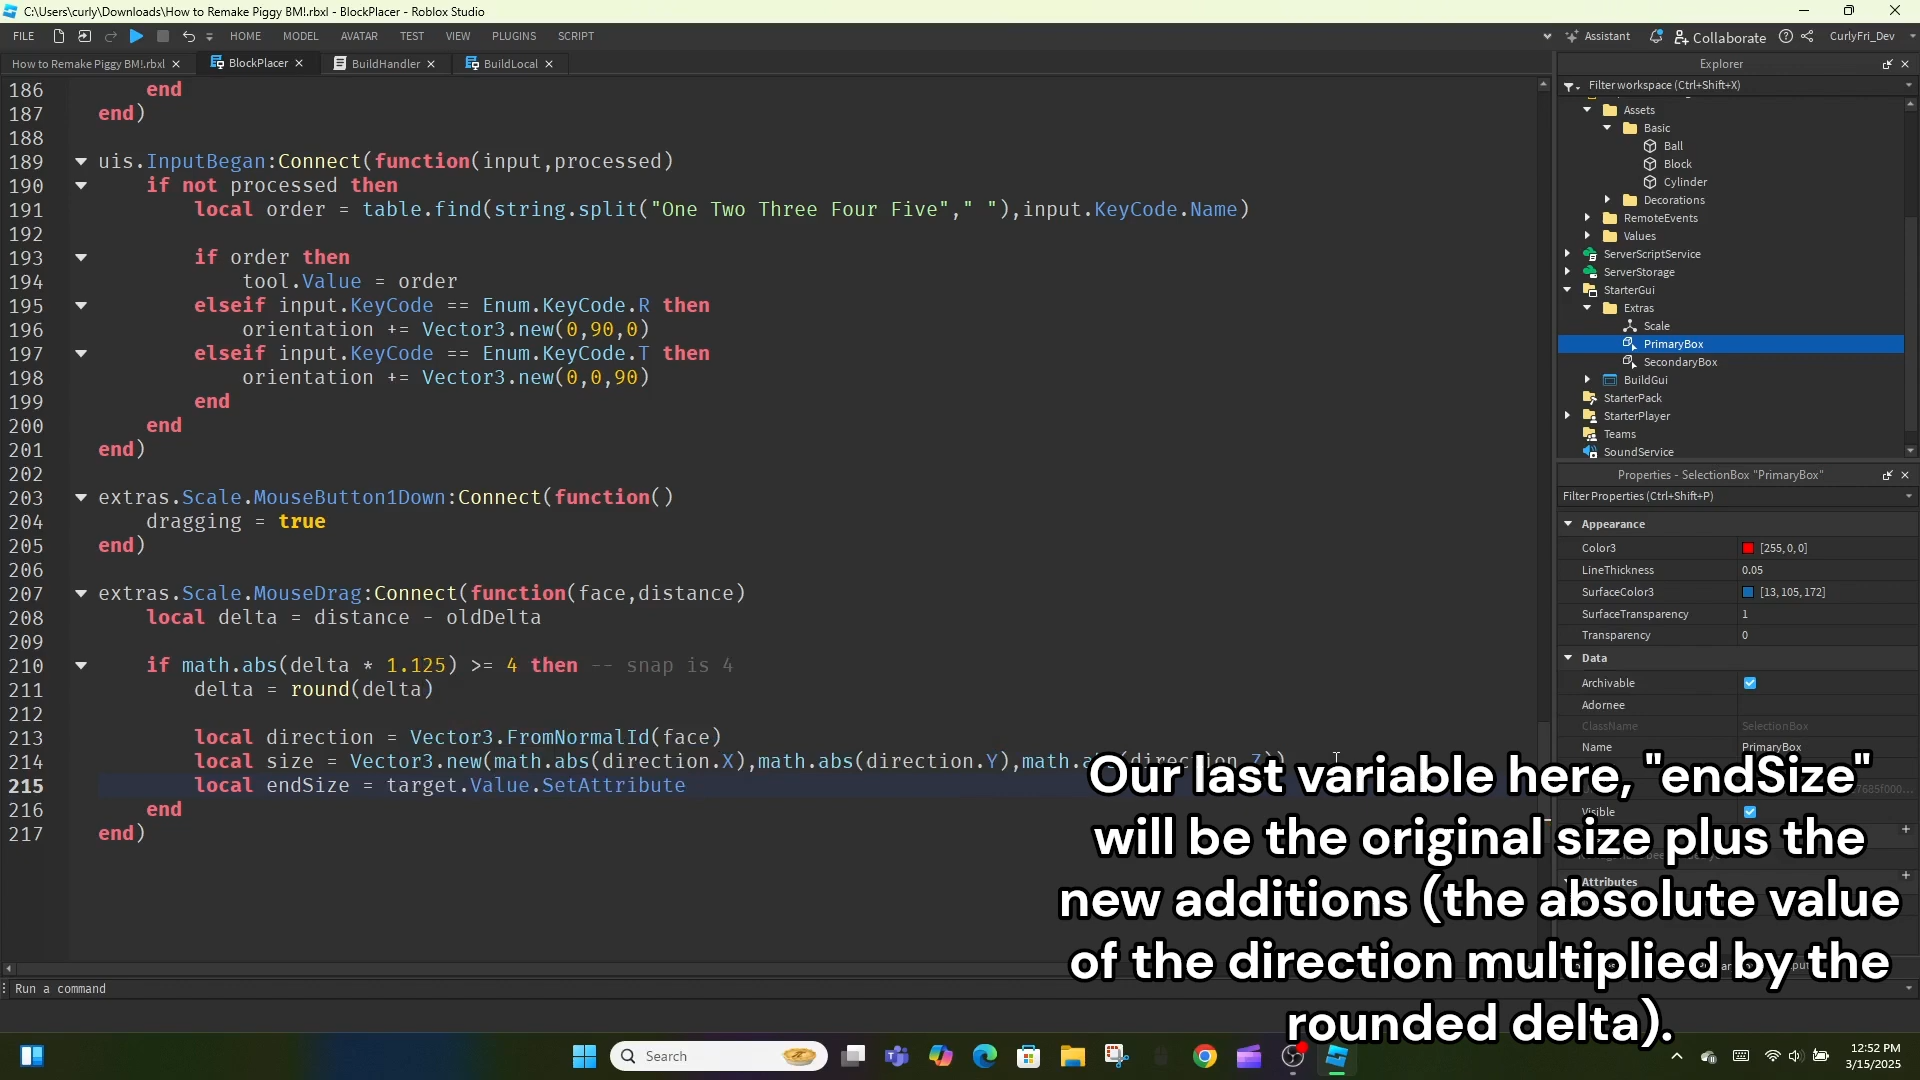 C:\Users\curly\Downloads\How to Remake Piggy BM!.rbxl - BlockPlacer - Roblox Studio
FILE HOME MODEL AVATAR TEST VIEW PLUGINS SCRIPT Assistant Collaborate CurlyFri_Dev
How to Remake Piggy BM!.rbxl BlockPlacer BuildHandler BuildLocal
186 end
187 end)
188
189 uis.InputBegan:Connect(function(input,processed)
190 if not processed then
191 local order = table.find(string.split("One Two Three Four Five"," "),input.KeyCode.Name)
192
193 if order then
194 tool.Value = order
195 elseif input.KeyCode == Enum.KeyCode.R then
196 orientation += Vector3.new(0,90,0)
197 elseif input.KeyCode == Enum.KeyCode.T then
198 orientation += Vector3.new(0,0,90)
199 end
200 end
201 end)
202
203 extras.Scale.MouseButton1Down:Connect(function()
204 dragging = true
205 end)
206
207 extras.Scale.MouseDrag:Connect(function(face,distance)
208 local delta = distance - oldDelta
209
210 if math.abs(delta * 1.125) >= 4 then -- snap is 4
211 delta = round(delta)
212
213 local direction = Vector3.FromNormalId(face)
214 local size = Vector3.new(math.abs(direction.X),math.abs(direction.Y),math.abs(direction.Z))
215 local endSize = target.Value.SetAttribute
216 end
217 end)
Explorer
Filter workspace (Ctrl+Shift+X)
Assets
Basic
Ball
Block
Cylinder
Decorations
RemoteEvents
Values
ServerScriptService
ServerStorage
StarterGui
Extras
Scale
PrimaryBox
SecondaryBox
BuildGui
StarterPack
StarterPlayer
Teams
SoundService
Properties - SelectionBox "PrimaryBox"
Filter Properties (Ctrl+Shift+P)
Appearance
Color3 [255, 0, 0]
LineThickness 0.05
SurfaceColor3 [13, 105, 172]
SurfaceTransparency 1
Transparency 0
Data
Archivable
Adornee
ClassName SelectionBox
Name PrimaryBox
Visible
Attributes
Our last variable here, "endSize"
will be the original size plus the
new additions (the absolute value
of the direction multiplied by the
rounded delta).
Run a command
Search
12:52 PM
3/15/2025